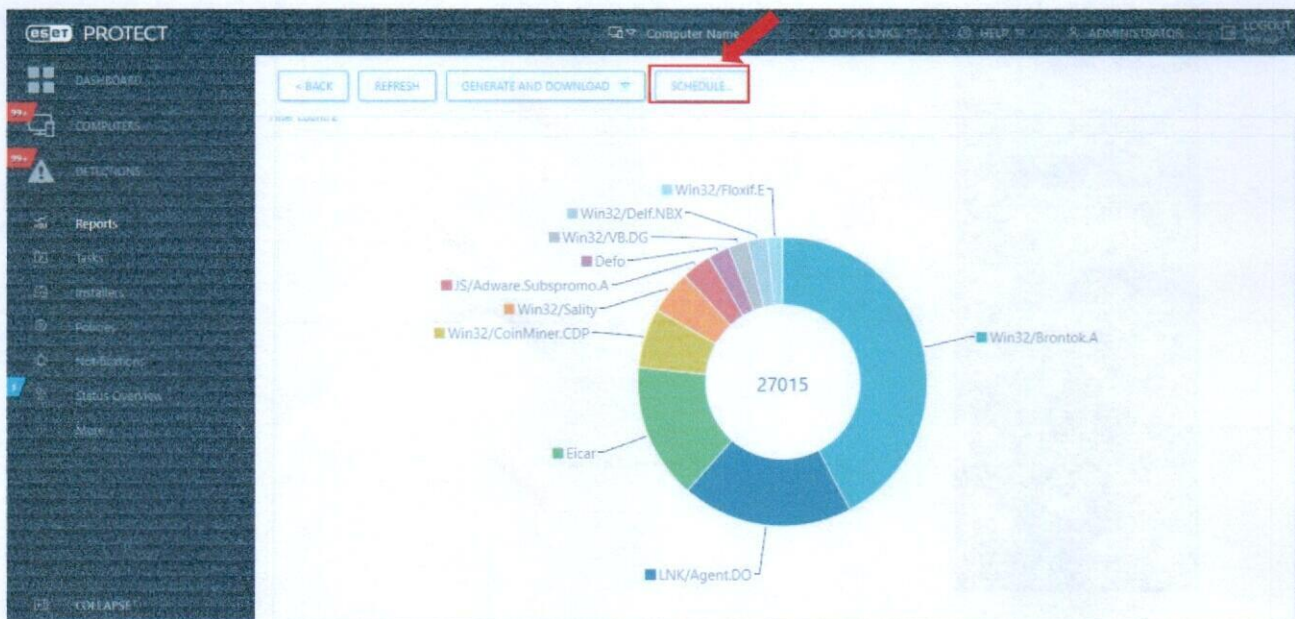 eset PROTECT
Computer Name
QUICK LINKS
HELP
ADMINISTRATOR
LOGOUT
DASHBOARD
< BACK
REFRESH
GENERATE AND DOWNLOAD
SCHEDULE...
99+
COMPUTERS
99+
DETECTIONS
Reports
Tasks
Installers
Policies
Notifications
Status Overview
More
COLLAPSE
Win32/Floxif.E
Win32/Delf.NBX
Win32/VB.DG
Defo
JS/Adware.Subspromo.A
Win32/Sality
Win32/CoinMiner.CDP
Win32/Brontok.A
27015
Eicar
LNK/Agent.DO